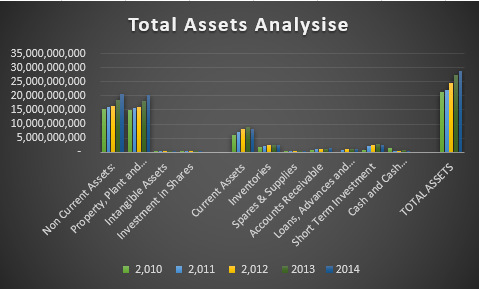 Total Assets Analysise
35,000,000,000
30,000,000,000
25,000,000,000
20,000,000,000
15,000,000,000
10,000,000,000
5,000,000,000
-
Non Current Assets:
Property, Plant and...
Intangible Assets
Investment in Shares
Current Assets
Inventories
Spares & Supplies
Accounts Receivable
Loans, Advances and...
Short Term Investment
Cash and Cash...
TOTAL ASSETS
2,010 2,011 2,012 2013 2014